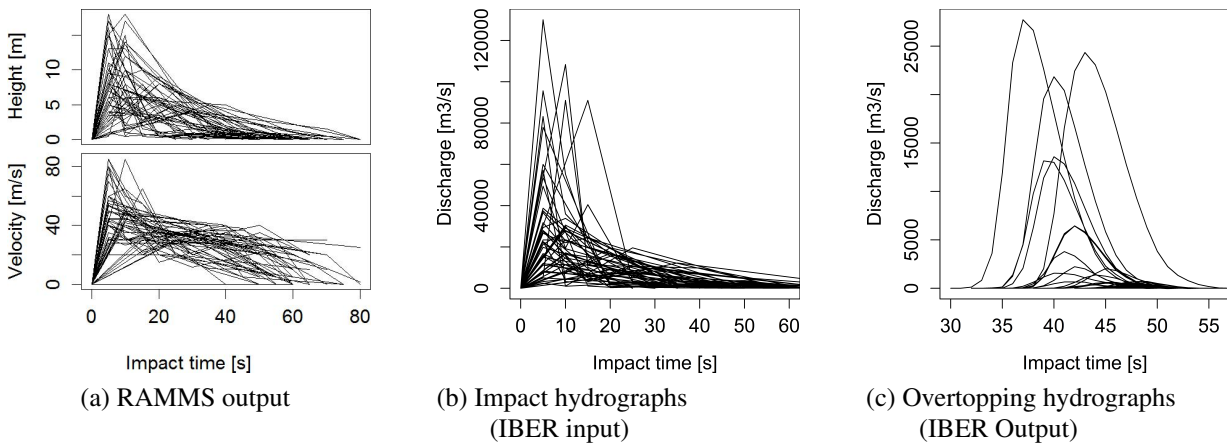 Height [m]
10
5
0
Velocity [m/s]
80
40
0
0 20 40 60 80
Impact time [s]
(a) RAMMS output
Discharge [m3/s]
120000
80000
40000
0
0 10 20 30 40 50 60
Impact time [s]
(b) Impact hydrographs
(IBER input)
Discharge [m3/s]
25000
15000
5000
0
30 35 40 45 50 55
Impact time [s]
(c) Overtopping hydrographs
(IBER Output)